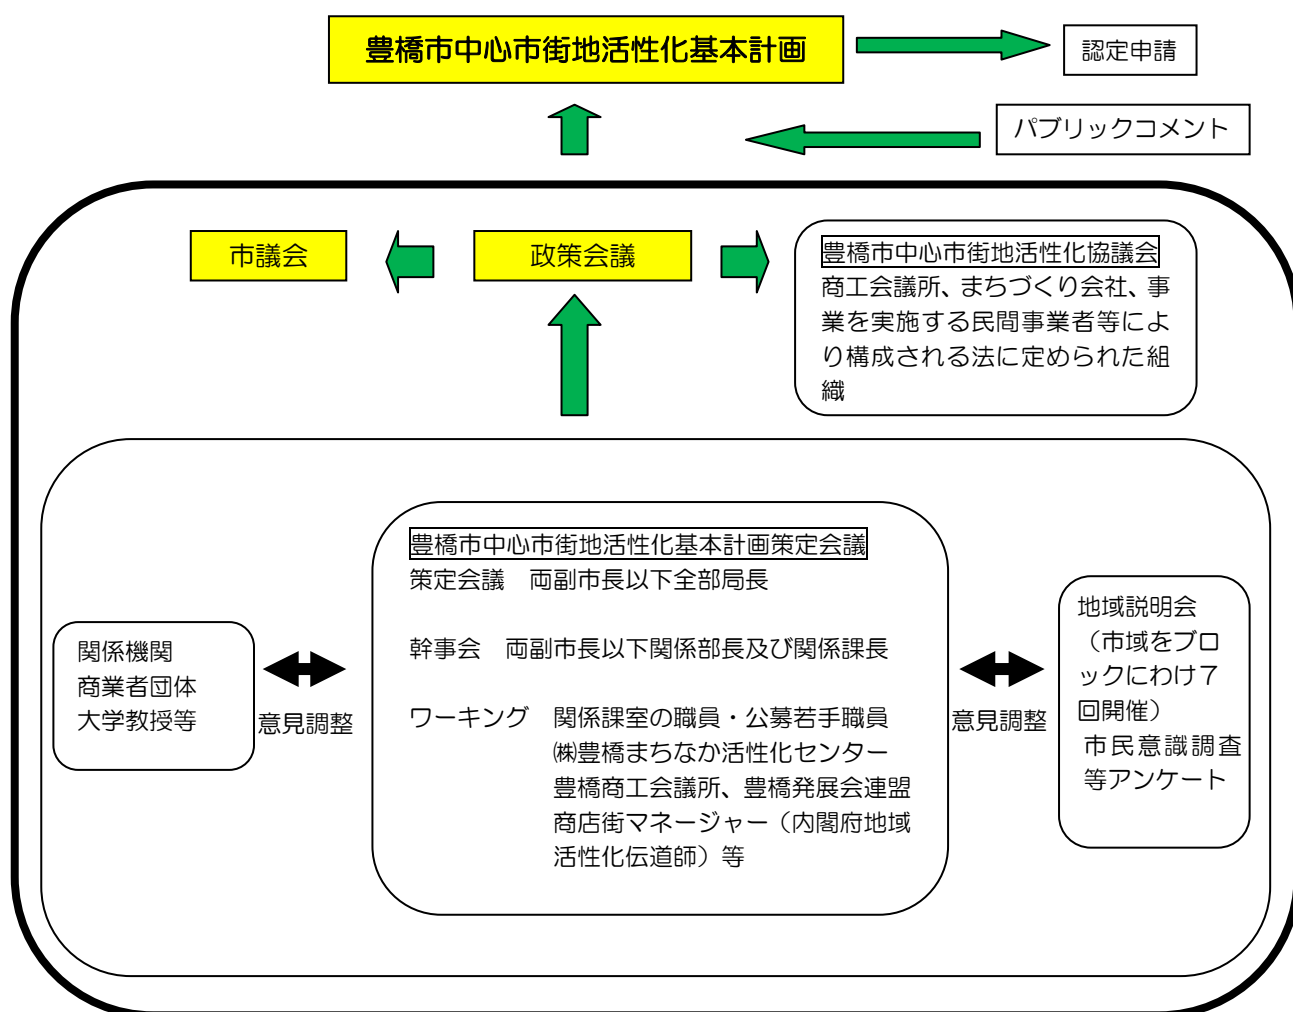 豊橋市中心市街地活性化基本計画
認定申請
パブリックコメント
市議会
政策会議
豊橋市中心市街地活性化協議会
商工会議所、まちづくり会社、事
業を実施する民間事業者等によ
り構成される法に定められた組
織
豊橋市中心市街地活性化基本計画策定会議
策定会議　両副市長以下全部局長
幹事会　両副市長以下関係部長及び関係課長
ワーキング　関係課室の職員・公募若手職員
㈱豊橋まちなか活性化センター
豊橋商工会議所、豊橋発展会連盟
商店街マネージャー（内閣府地域
活性化伝道師）等
関係機関
商業者団体
大学教授等
意見調整
意見調整
地域説明会
（市域をブロ
ックにわけ７
回開催）
市民意識調査
等アンケート